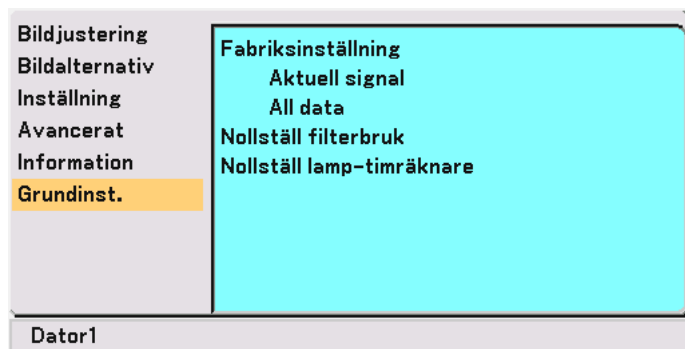 Bildjustering
Bildalternativ
Inställning
Avancerat
Information
Grundinst.
Fabriksinställning
Aktuell signal
All data
Nollställ filterbruk
Nollställ lamp-timräknare
Dator1